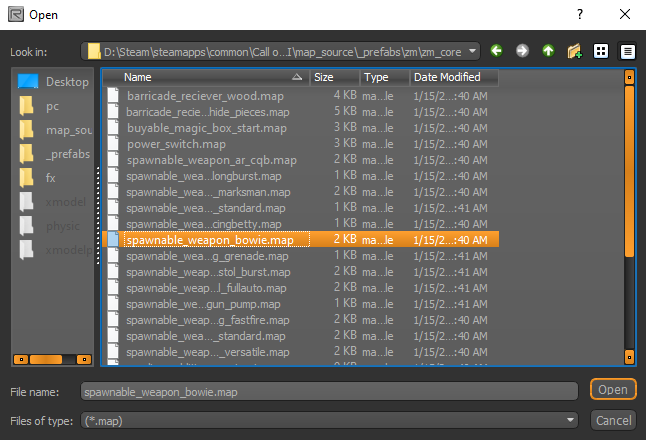 Open
Look in: D:\Steam\steamapps\common\Call o...I\map_source\_prefabs\zm\zm_core
Name Size Type Date Modified
Desktop
pc
map_sou
_prefabs
fx
xmodel
physic
xmodelp
barricade_reciever_wood.map 4 KB ma...le 1/15/2...:40 AM
barricade_recie...hide_pieces.map 5 KB ma...le 1/15/2...:40 AM
buyable_magic_box_start.map 3 KB ma...le 1/15/2...:40 AM
power_switch.map 3 KB ma...le 1/15/2...:40 AM
spawnable_weapon_ar_cqb.map 2 KB ma...le 1/15/2...:40 AM
spawnable_wea...longburst.map 1 KB ma...le 1/15/2...:40 AM
spawnable_wea..._marksman.map 1 KB ma...le 1/15/2...:40 AM
spawnable_wea..._standard.map 1 KB ma...le 1/15/2...:41 AM
spawnable_we...cingbetty.map 1 KB ma...le 1/15/2...:40 AM
spawnable_weapon_bowie.map 2 KB ma...le 1/15/2...:40 AM
spawnable_wea...g_grenade.map 1 KB ma...le 1/15/2...:41 AM
spawnable_wea...stol_burst.map 2 KB ma...le 1/15/2...:41 AM
spawnable_wea...l_fullauto.map 2 KB ma...le 1/15/2...:41 AM
spawnable_we...gun_pump.map 1 KB ma...le 1/15/2...:41 AM
spawnable_wea...g_fastfire.map 2 KB ma...le 1/15/2...:40 AM
spawnable_wea..._standard.map 2 KB ma...le 1/15/2...:40 AM
spawnable_wea..._versatile.map 2 KB ma...le 1/15/2...:40 AM
File name: spawnable_weapon_bowie.map Open
Files of type: (*.map) Cancel